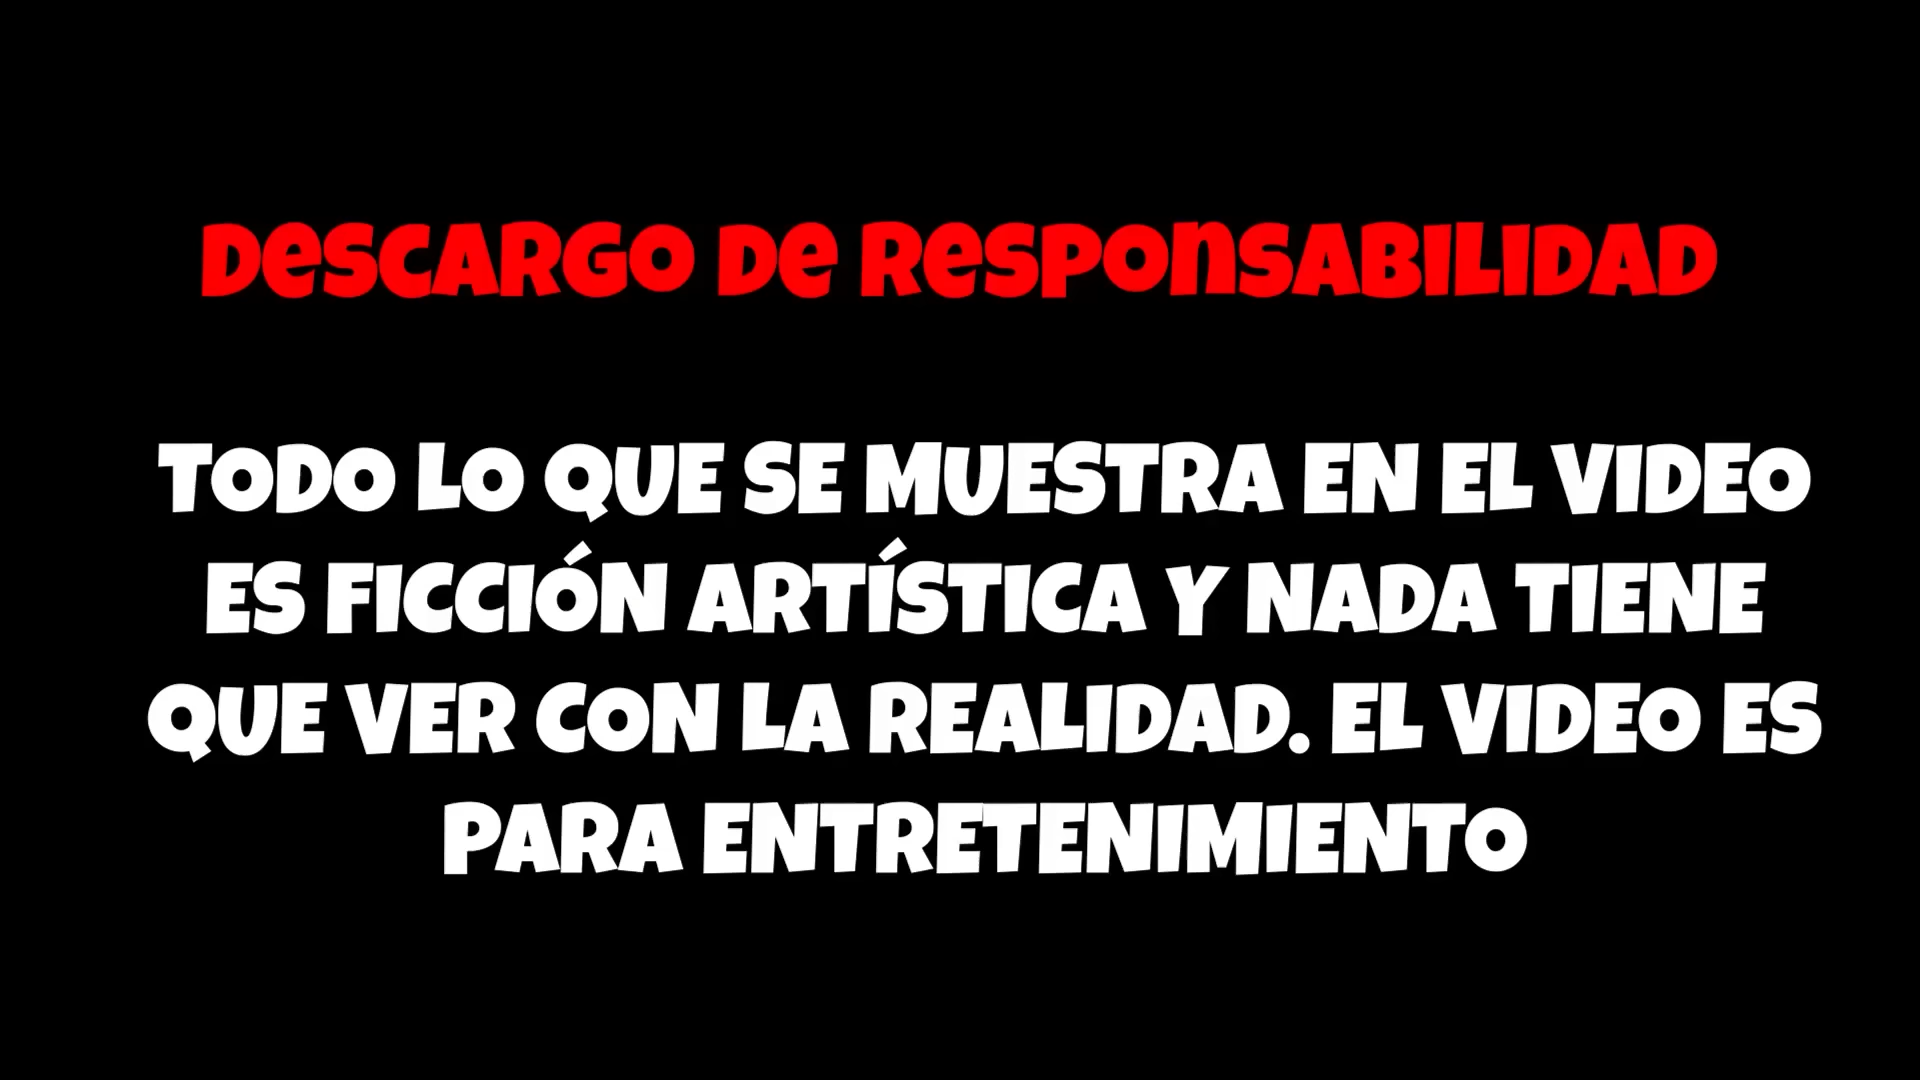 DeSCARGO De ResponSABILIDAD
TODO LO QUE SE MUESTRA EN EL VIDEO
ES FICCIÓN ARTÍSTICA Y NADA TIENE
QUE VER CON LA REALIDAD. EL VIDEO ES
PARA ENTRETENIMIENTO